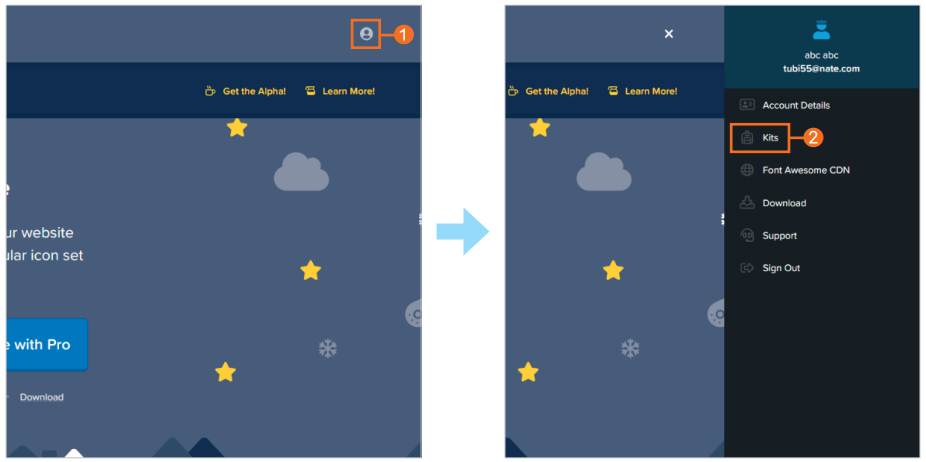 1
Get the Alpha!
Learn More!
ur website
ular icon set
with Pro
Download
Get the Alpha!
Learn More!
abc abc
tubi55@nate.com
Account Details
Kits
2
Font Awesome CDN
Download
Support
Sign Out